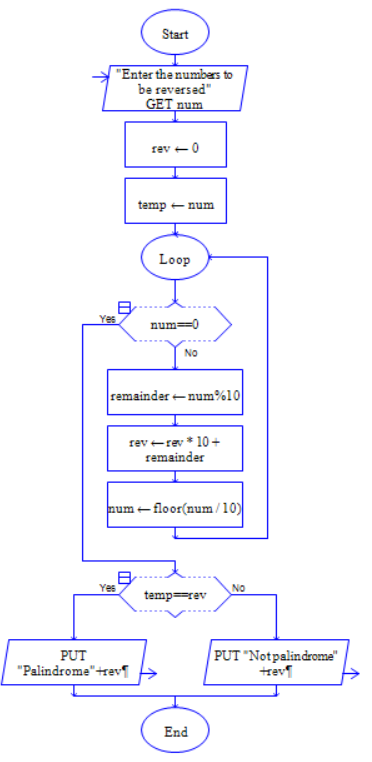 Start
"Enter the numbers to
be reversed"
GET num
rev ← 0
temp ← num
Loop
Yes
num==0
No
remainder ← num%10
rev ← rev * 10 +
remainder
num ← floor(num / 10)
Yes
temp==rev
No
PUT
"Palindrome"+rev¶
PUT "Not palindrome"
+rev¶
End